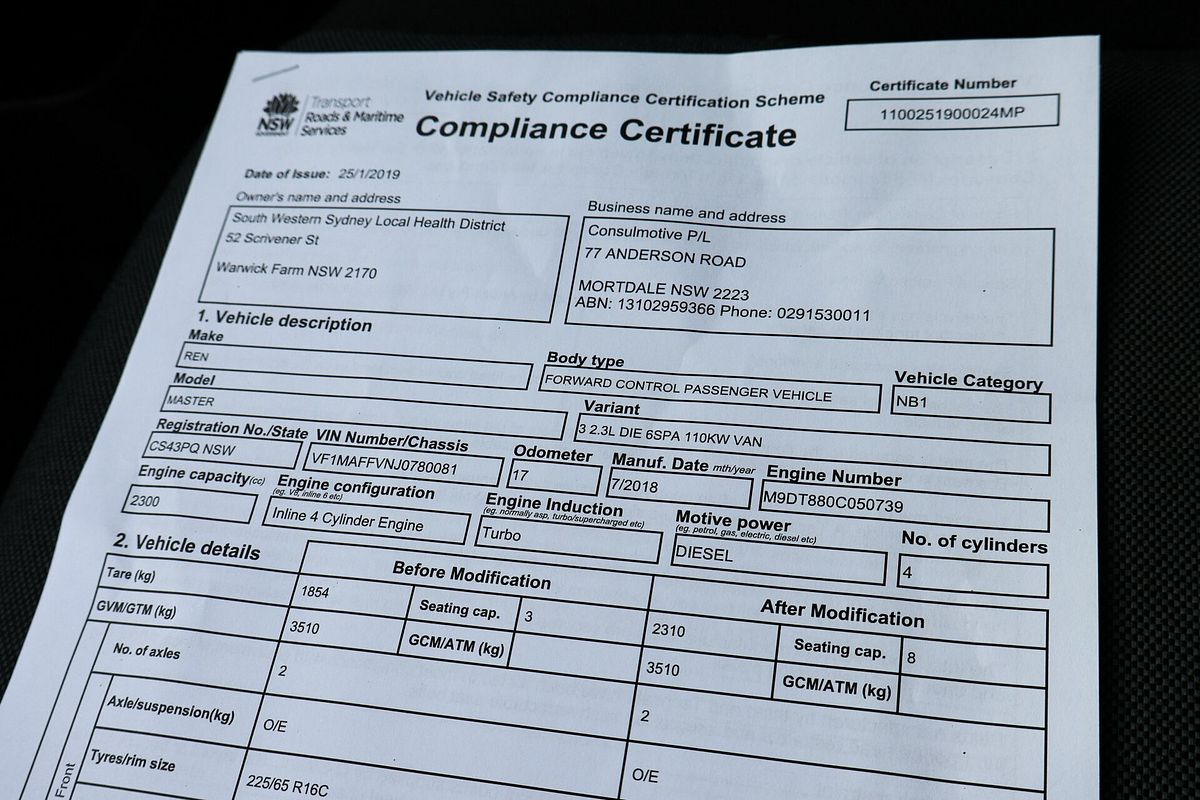 Transport
Roads & Maritime
Services
NSW
GOVERNMENT
Vehicle Safety Compliance Certification Scheme
Compliance Certificate
Certificate Number
1100251900024MP
Date of Issue: 25/1/2019
Owner's name and address
South Western Sydney Local Health District
52 Scrivener St
Warwick Farm NSW 2170
Business name and address
Consulmotive P/L
77 ANDERSON ROAD
MORTDALE NSW 2223
ABN: 13102959366 Phone: 0291530011
1. Vehicle description
Make
REN
Body type
FORWARD CONTROL PASSENGER VEHICLE
Vehicle Category
NB1
Model
MASTER
Variant
3 2.3L DIE 6SPA 110KW VAN
Registration No./State
CS43PQ NSW
VIN Number/Chassis
VF1MAFFVNJ0780081
Odometer
17
Manuf. Date mth/year
7/2018
Engine Number
M9DT880C050739
Engine capacity(cc)
2300
Engine configuration
(eg. V8, inline 6 etc)
Inline 4 Cylinder Engine
Engine Induction
(eg. normally asp, turbo/supercharged etc)
Turbo
Motive power
(eg. petrol, gas, electric, diesel etc)
DIESEL
No. of cylinders
4
2. Vehicle details
Before Modification
After Modification
Tare (kg) 1854 Seating cap. 3 2310 Seating cap. 8
GVM/GTM (kg) 3510 GCM/ATM (kg) 3510 GCM/ATM (kg)
No. of axles 2 2
Front
Axle/suspension(kg) O/E O/E
Tyres/rim size 225/65 R16C